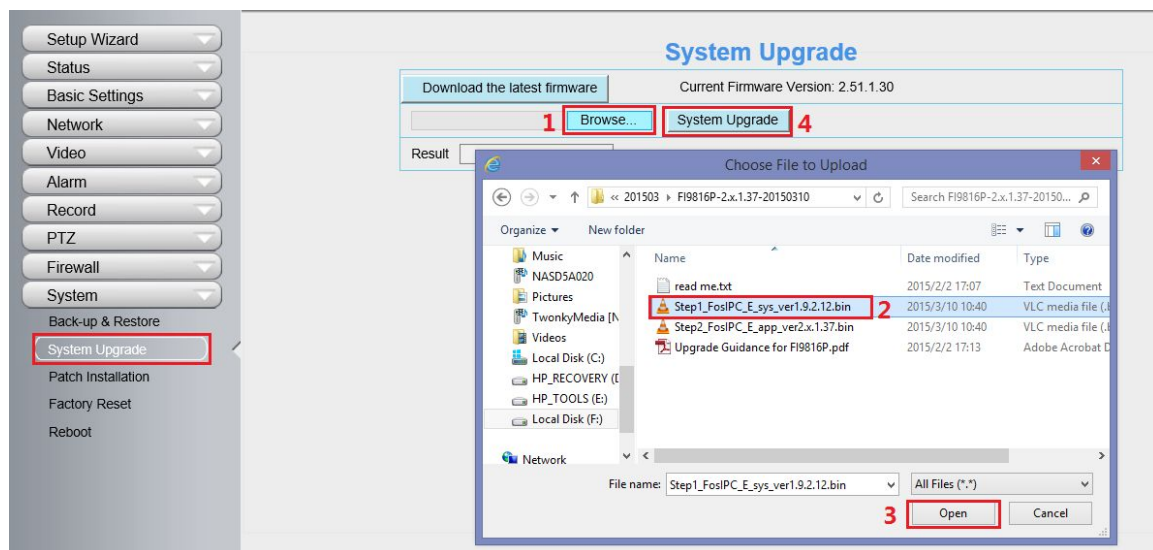 Setup Wizard
Status
Basic Settings
Network
Video
Alarm
Record
PTZ
Firewall
System
Back-up & Restore
System Upgrade
Patch Installation
Factory Reset
Reboot
System Upgrade
Download the latest firmware Current Firmware Version: 2.51.1.30
1 Browse... System Upgrade 4
Result
Choose File to Upload
« 201503 FI9816P-2.x.1.37-20150310 Search FI9816P-2.x.1.37-20150...
Organize New folder
Music
NASD5A020
Pictures
TwonkyMedia [N
Videos
Local Disk (C:)
HP_RECOVERY (D
HP_TOOLS (E:)
Local Disk (F:)
Network
Name Date modified Type
read me.txt 2015/2/2 17:07 Text Document
Step1_FosIPC_E_sys_ver1.9.2.12.bin 2 2015/3/10 10:40 VLC media file (.b
Step2_FosIPC_E_app_ver2.x.1.37.bin 2015/3/10 10:40 VLC media file (.b
Upgrade Guidance for FI9816P.pdf 2015/2/2 17:13 Adobe Acrobat D
File name: Step1_FosIPC_E_sys_ver1.9.2.12.bin All Files (*.*)
3 Open Cancel